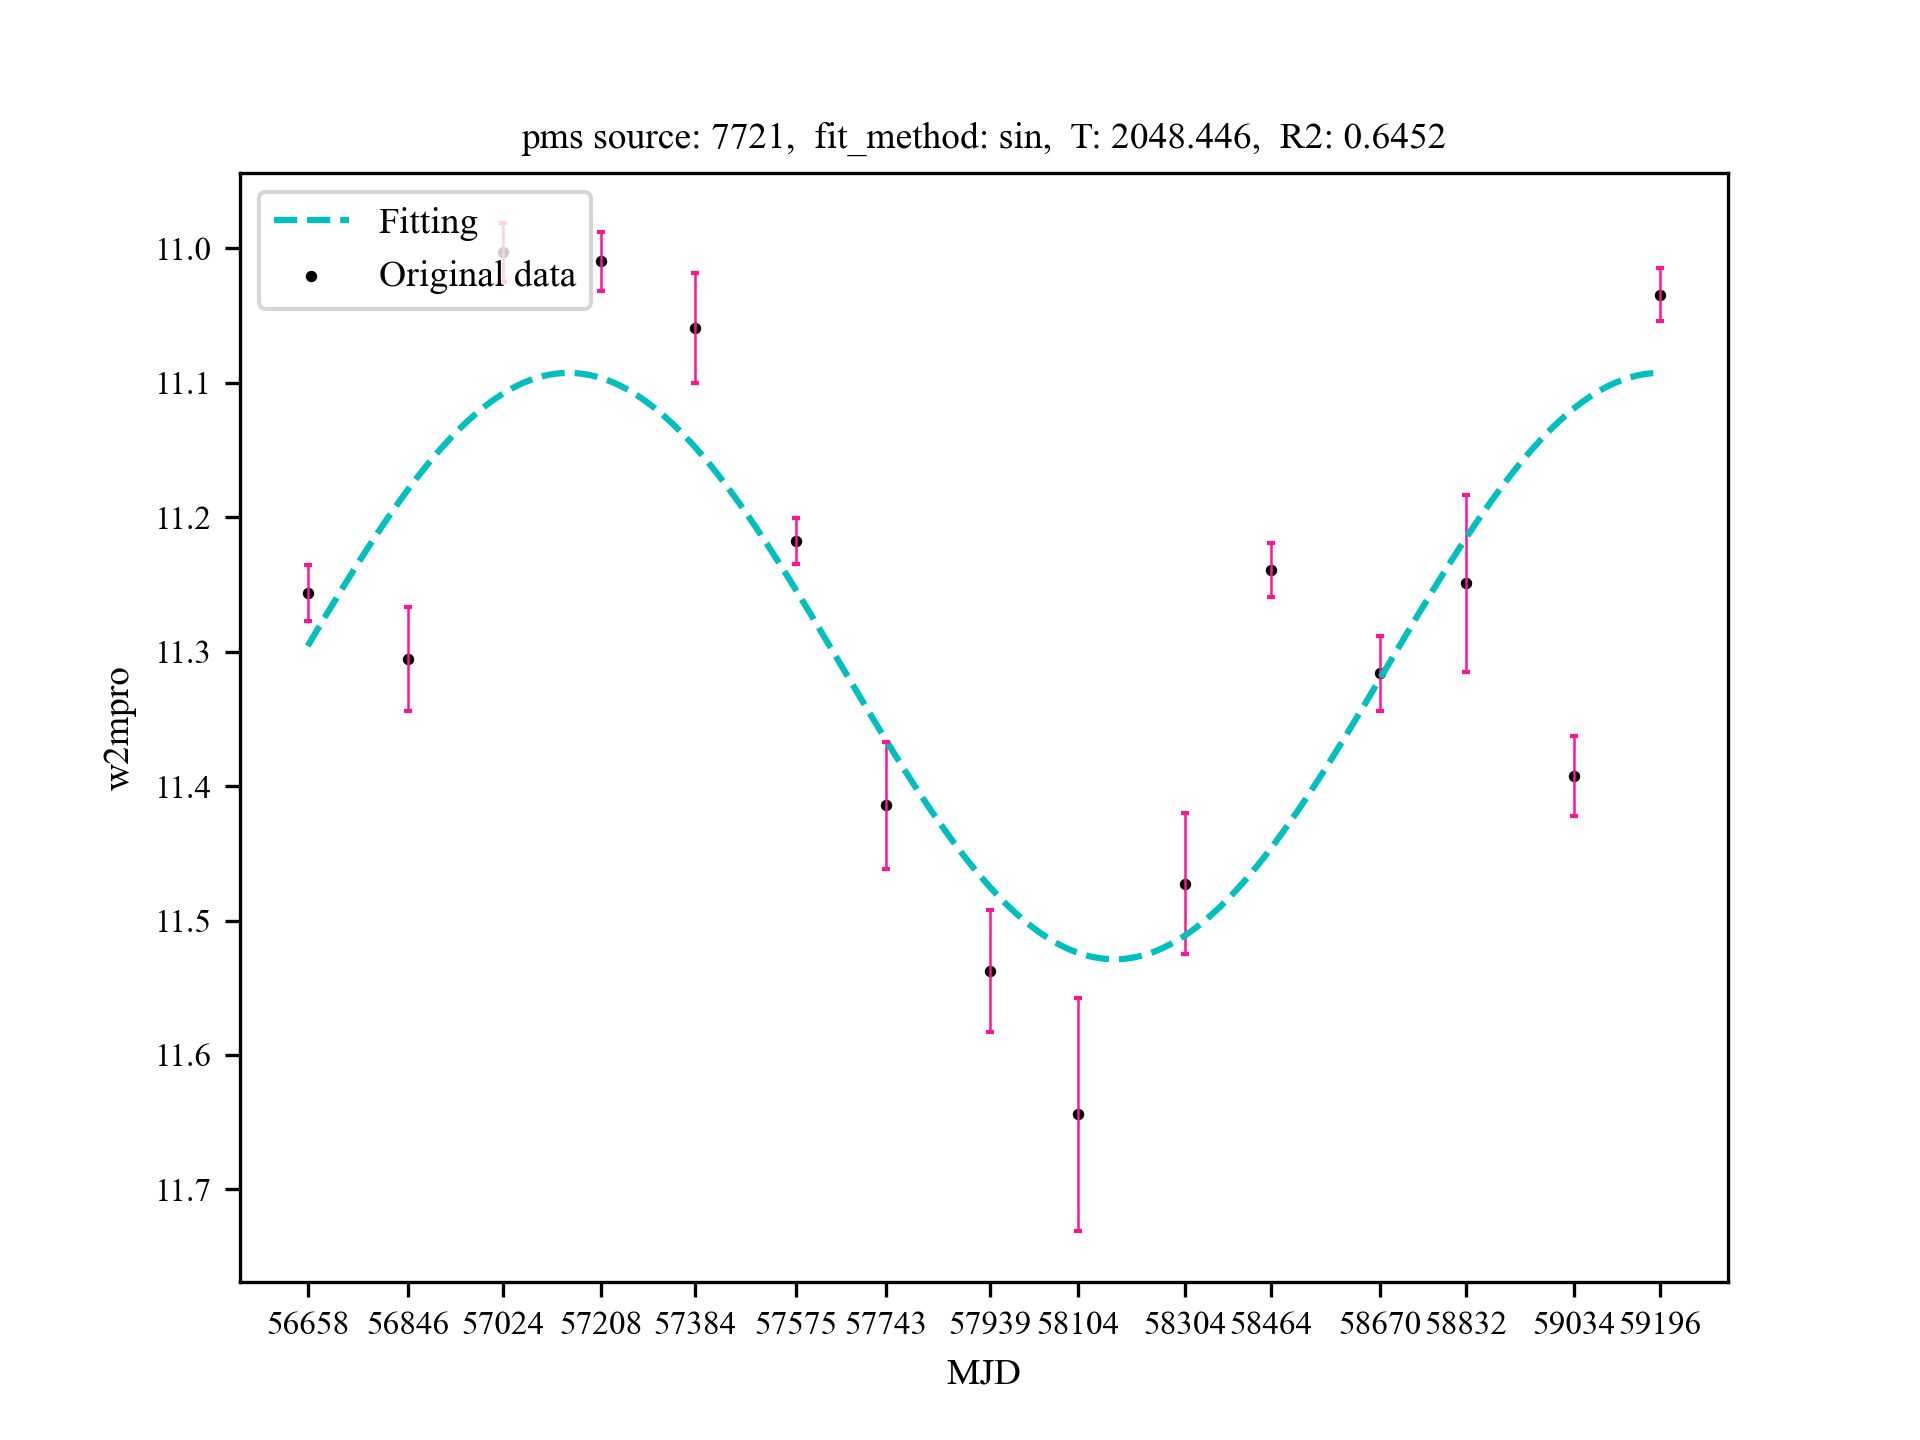 pms source: 7721,  fit_method: sin,  T: 2048.446,  R2: 0.6452
Fitting
Original data
11.0
11.1
11.2
11.3
11.4
11.5
11.6
11.7
w2mpro
56658 56846 57024 57208 57384 57575 57743 57939 58104 58304 58464 58670 58832 59034 59196
MJD